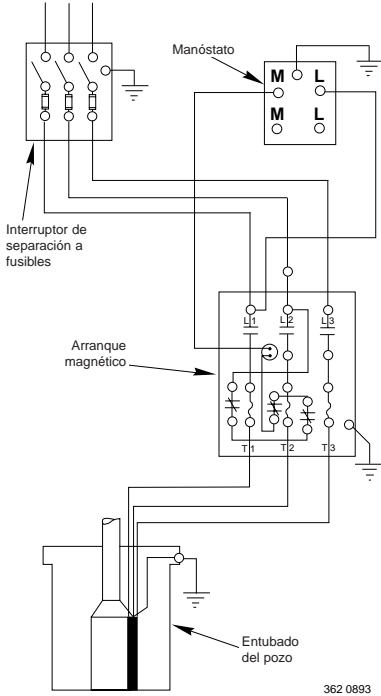 Manóstato
M L
M L
Interruptor de
separación a
fusibles
L1 L2 L3
Arranque
magnético
T1 T2 T3
Entubado
del pozo
362 0893